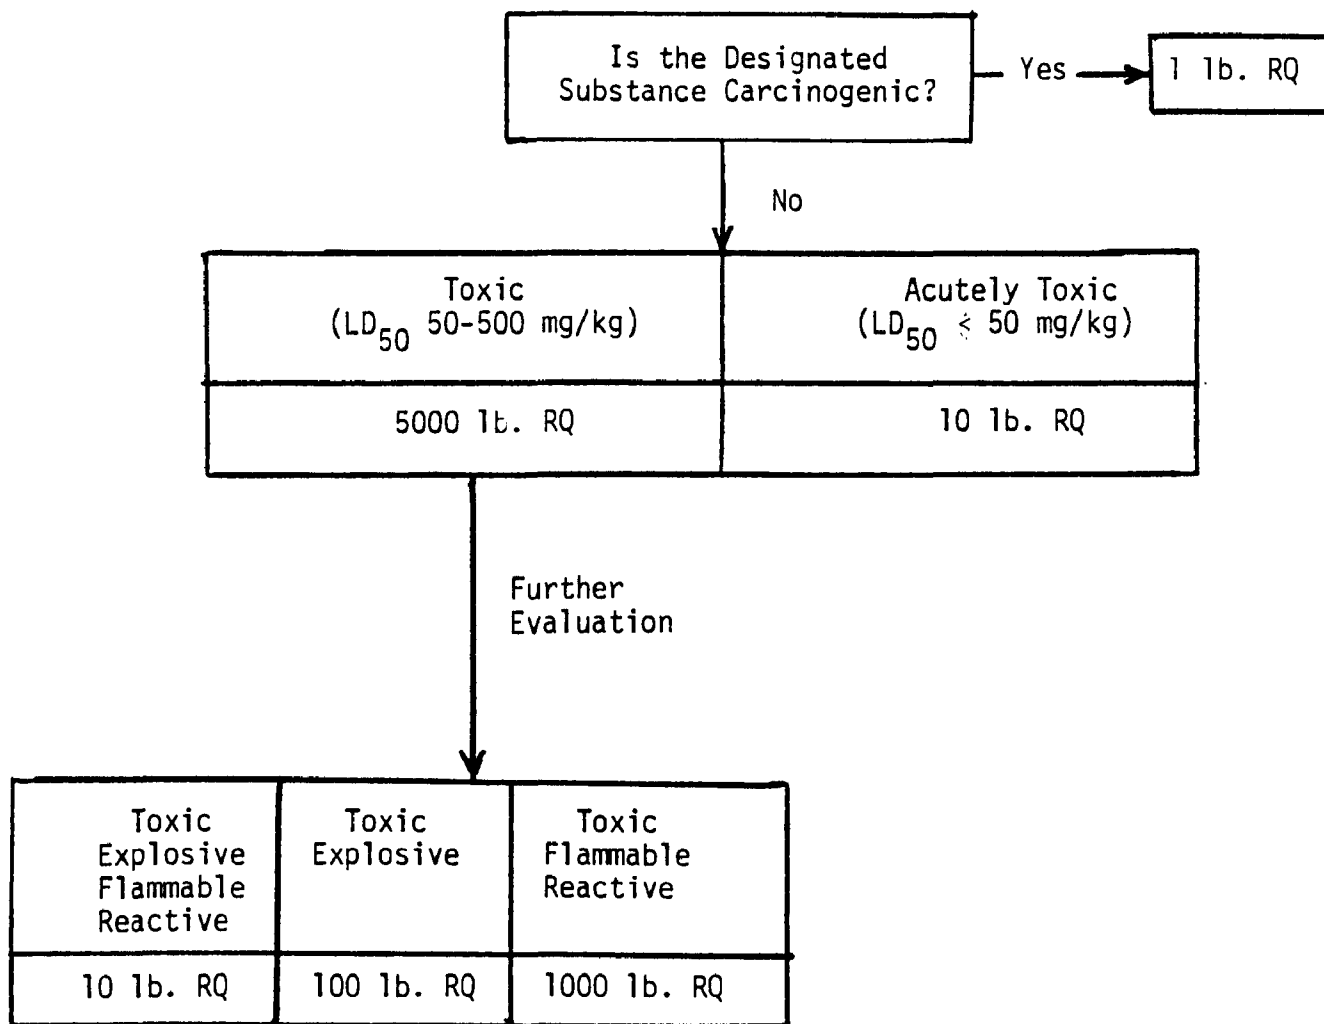 Is the Designated
Substance Carcinogenic?
Yes
1 lb. RQ
No
Toxic
(LD50 50-500 mg/kg)
Acutely Toxic
(LD50 < 50 mg/kg)
5000 lb. RQ
10 lb. RQ
Further
Evaluation
Toxic
Explosive
Flammable
Reactive
Toxic
Explosive
Toxic
Flammable
Reactive
10 lb. RQ
100 lb. RQ
1000 lb. RQ